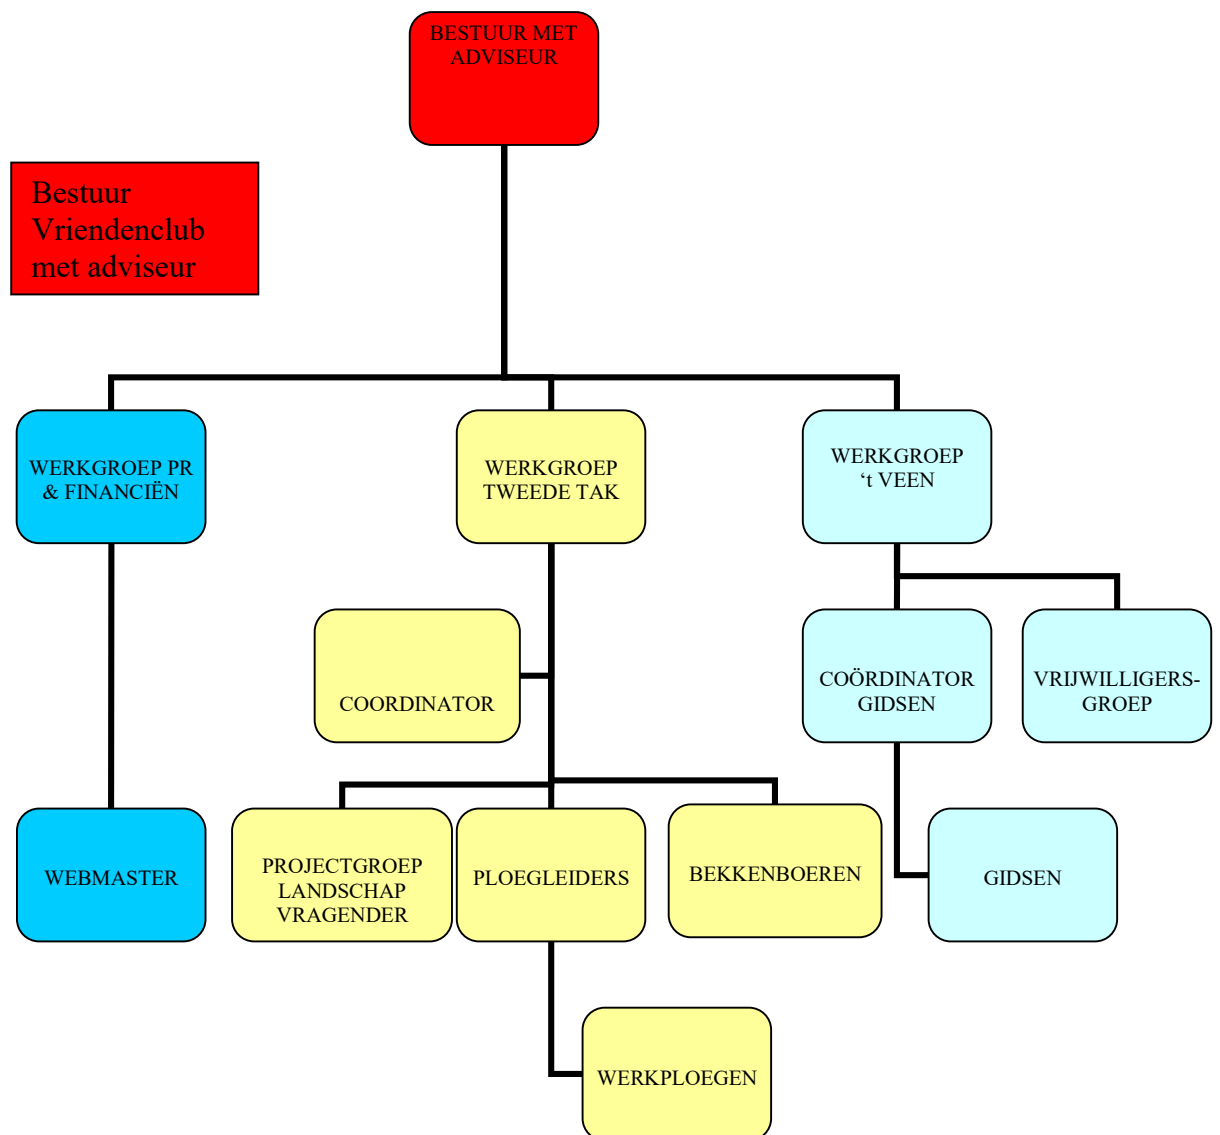 BESTUUR MET
ADVISEUR
Bestuur
Vriendenclub
met adviseur
WERKGROEP PR
& FINANCIËN
WERKGROEP
TWEEDE TAK
WERKGROEP
‘t VEEN
COORDINATOR
COÖRDINATOR
GIDSEN
VRIJWILLIGERS-
GROEP
WEBMASTER
PROJECTGROEP
LANDSCHAP
VRAGENDER
PLOEGLEIDERS
BEKKENBOEREN
GIDSEN
WERKPLOEGEN